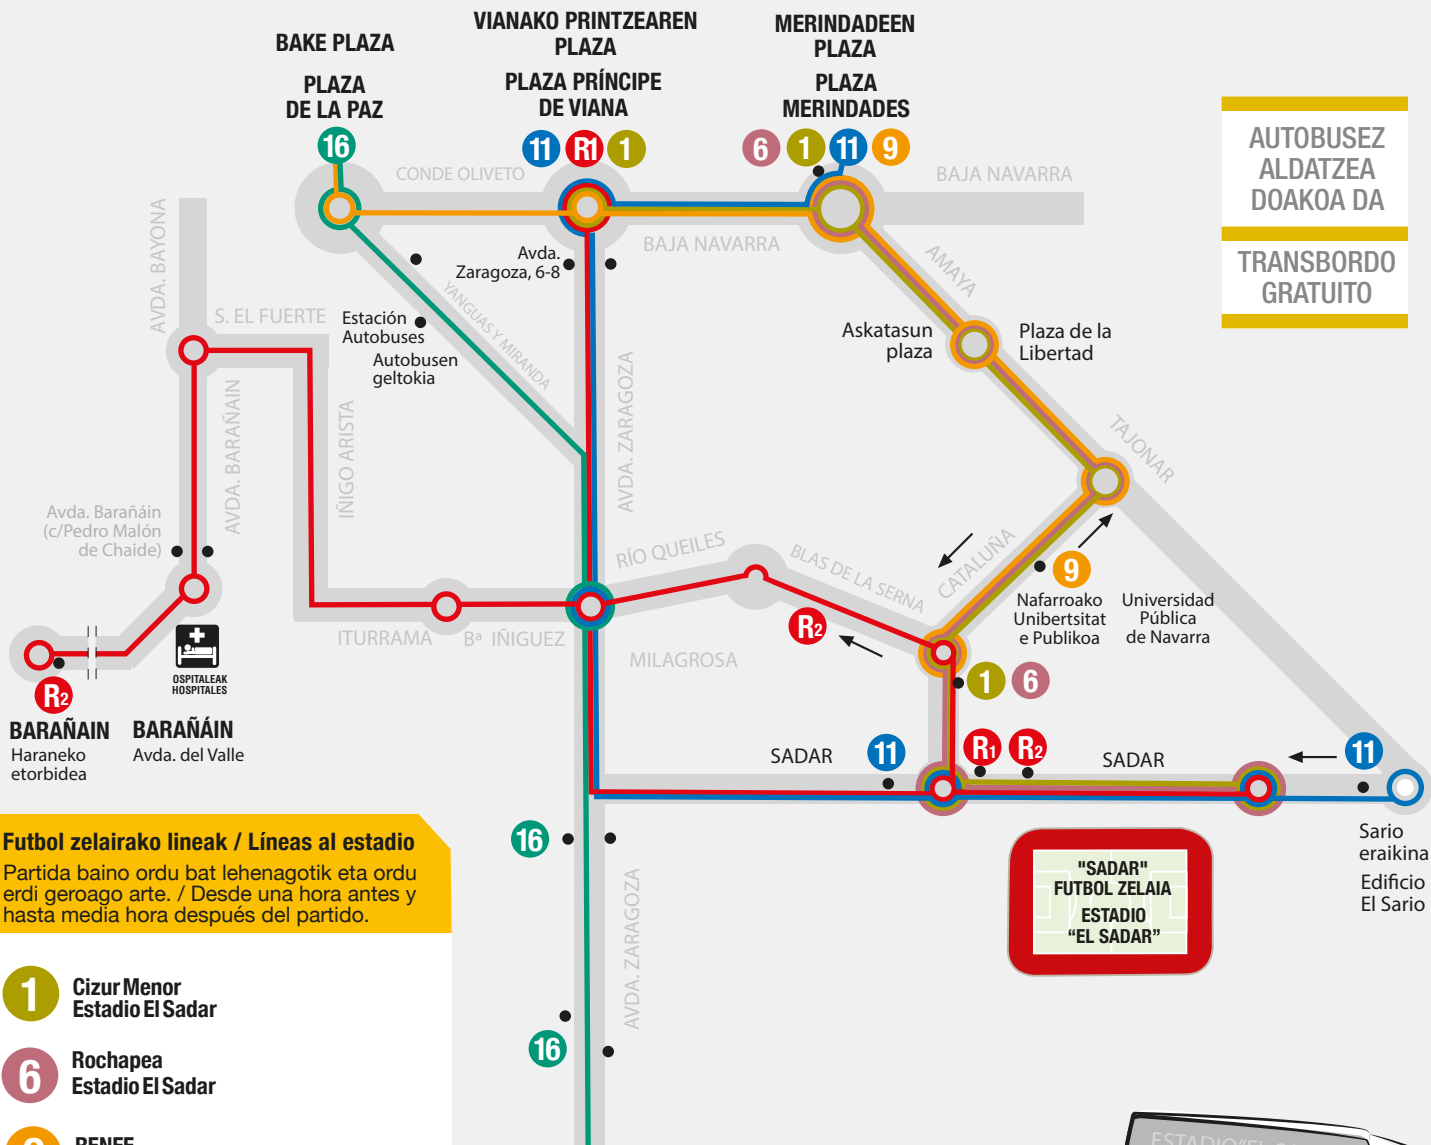 BAKE PLAZA
PLAZA
DE LA PAZ
16
VIANAKO PRINTZEAREN
PLAZA
PLAZA PRÍNCIPE
DE VIANA
11 R1 1
MERINDADEEN
PLAZA
PLAZA
MERINDADES
6 1 11 9
AUTOBUSEZ
ALDATZEA
DOAKOA DA
TRANSBORDO
GRATUITO
CONDE OLIVETO
BAJA NAVARRA
BAJA NAVARRA
AVDA. BAYONA
Avda.
Zaragoza, 6-8
AMAYA
YANGUAS Y MIRANDA
S. EL FUERTE
Estación
Autobuses
Autobusen
geltokia
Askatasun
plaza
Plaza de la
Libertad
AVDA. BARAÑAIN
IÑIGO ARISTA
AVDA. ZARAGOZA
TAJONAR
Avda. Barañáin
(c/Pedro Malón
de Chaide)
RÍO QUEILES
BLAS DE LA SERNA
CATALUÑA
9
Nafarroako
Unibertsitat
e Publikoa
Universidad
Pública
de Navarra
ITURRAMA
Bª IÑIGUEZ
MILAGROSA
R2
OSPITALEAK
HOSPITALES
R2
BARAÑAIN
Haraneko
etorbidea
BARAÑÁIN
Avda. del Valle
1 6
SADAR
11
R1 R2
SADAR
11
Sario
eraikina
Edificio
El Sario
Futbol zelairako lineak / Líneas al estadio
Partida baino ordu bat lehenagotik eta ordu
erdi geroago arte. / Desde una hora antes y
hasta media hora después del partido.
16
"SADAR"
FUTBOL ZELAIA
ESTADIO
“EL SADAR”
AVDA. ZARAGOZA
16
1
Cizur Menor
Estadio El Sadar
6
Rochapea
Estadio El Sadar
RENFE